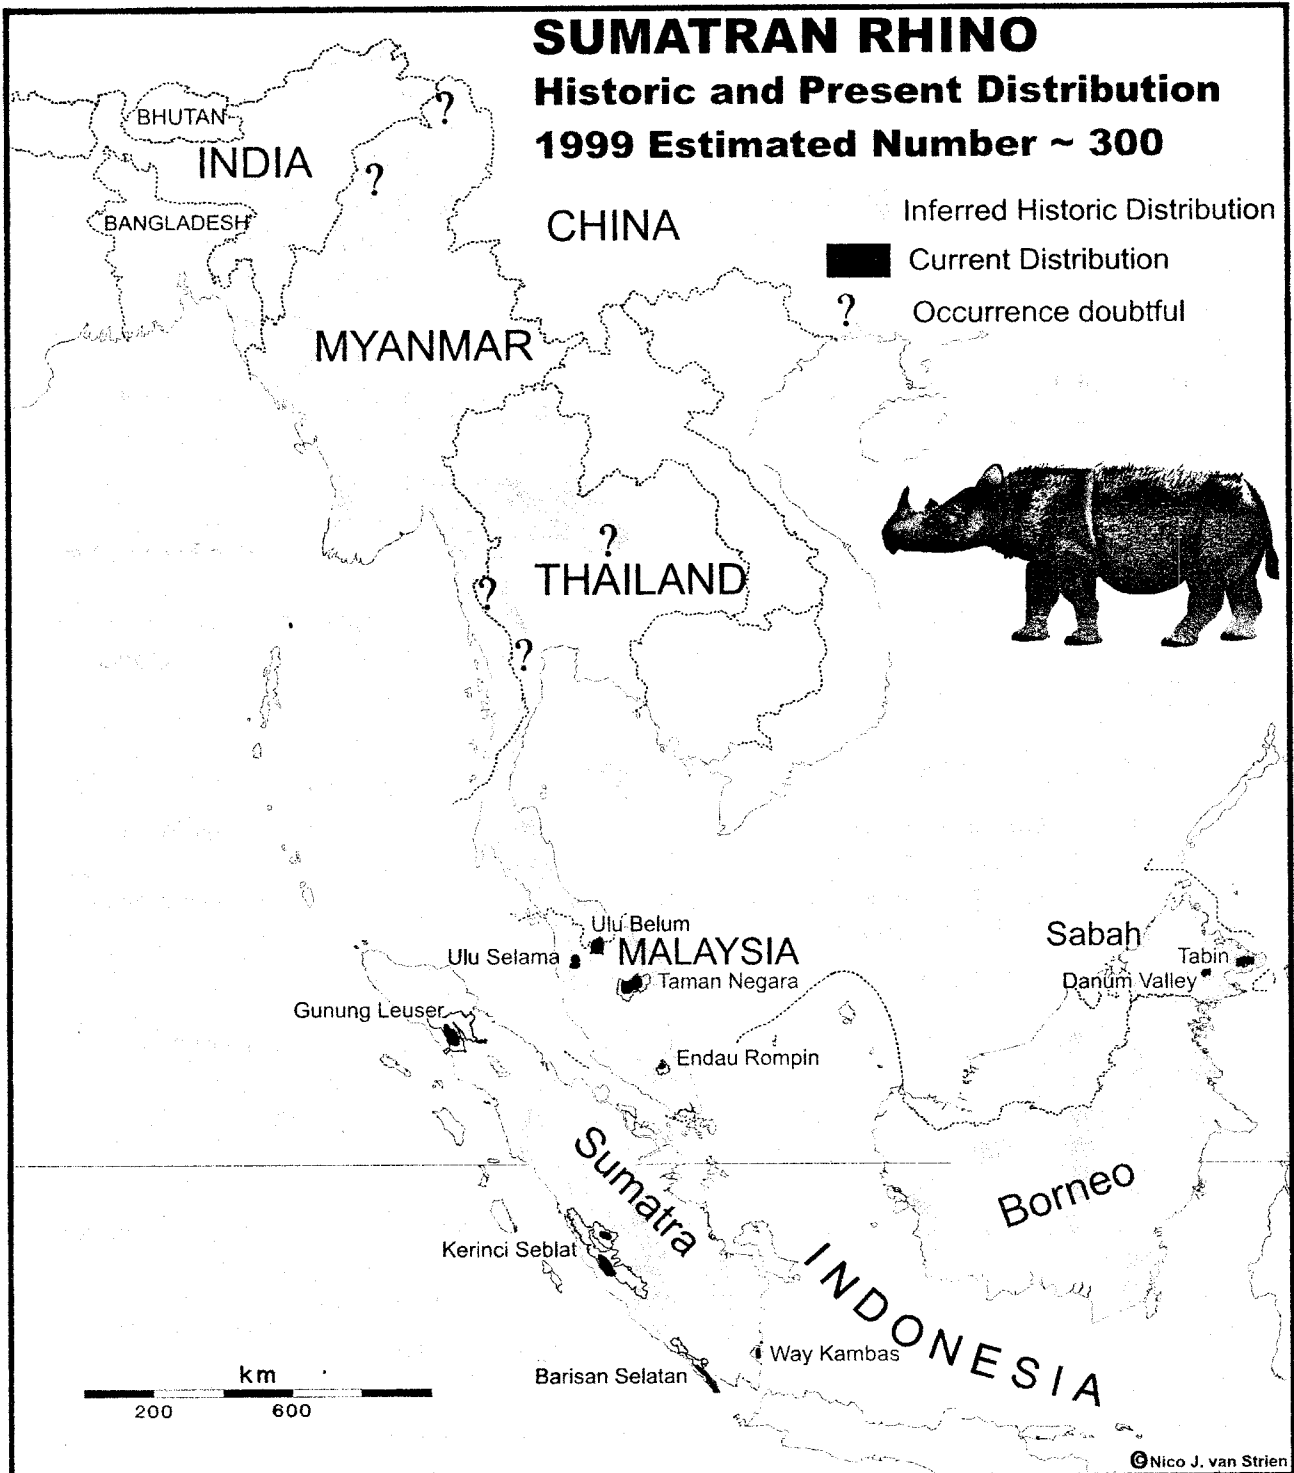 SUMATRAN RHINO
Historic and Present Distribution
1999 Estimated Number ~ 300
Inferred Historic Distribution
Current Distribution
? Occurrence doubtful
BHUTAN
?
INDIA
?
BANGLADESH
CHINA
MYANMAR
?
THAILAND
?
?
Ulu Belum
Ulu Selama
MALAYSIA
Taman Negara
Sabah
Tabin
Danum Valley
Gunung Leuser
Endau Rompin
Sumatra
Borneo
Kerinci Seblat
INDONESIA
Way Kambas
Barisan Selatan
km
200 600
© Nico J. van Strien